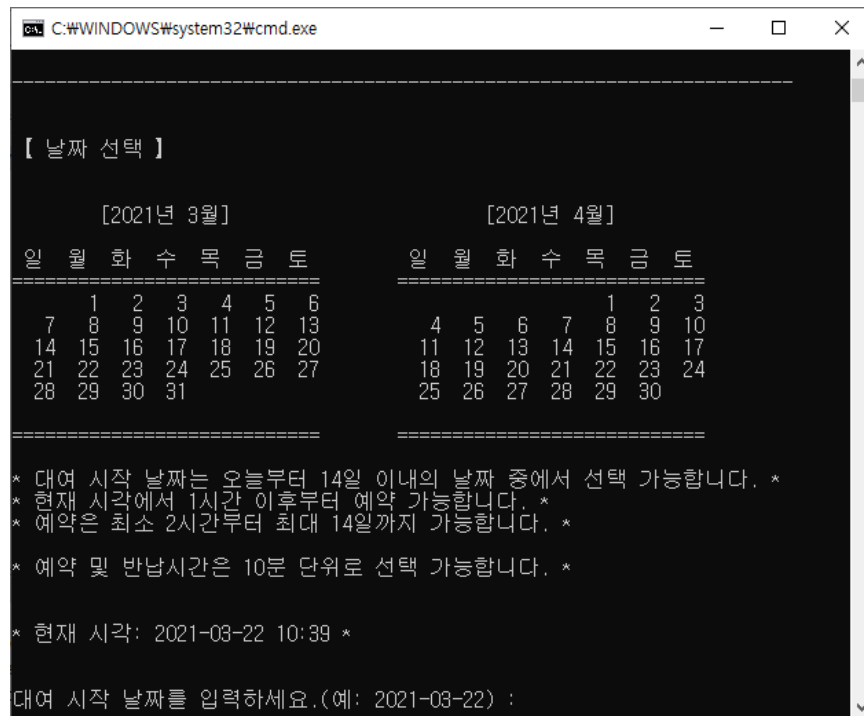 C:₩WINDOWS₩system32₩cmd.exe
--------------------------------------------------------------------------
【 날짜 선택 】
[2021년 3월] [2021년 4월]
일 월 화 수 목 금 토 일 월 화 수 목 금 토
============================ ============================
1 2 3 4 5 6 1 2 3
7 8 9 10 11 12 13 4 5 6 7 8 9 10
14 15 16 17 18 19 20 11 12 13 14 15 16 17
21 22 23 24 25 26 27 18 19 20 21 22 23 24
28 29 30 31 25 26 27 28 29 30
============================ ============================
* 대여 시작 날짜는 오늘부터 14일 이내의 날짜 중에서 선택 가능합니다. *
* 현재 시각에서 1시간 이후부터 예약 가능합니다. *
* 예약은 최소 2시간부터 최대 14일까지 가능합니다. *
* 예약 및 반납시간은 10분 단위로 선택 가능합니다. *
* 현재 시각: 2021-03-22 10:39 *
대여 시작 날짜를 입력하세요.(예: 2021-03-22) :